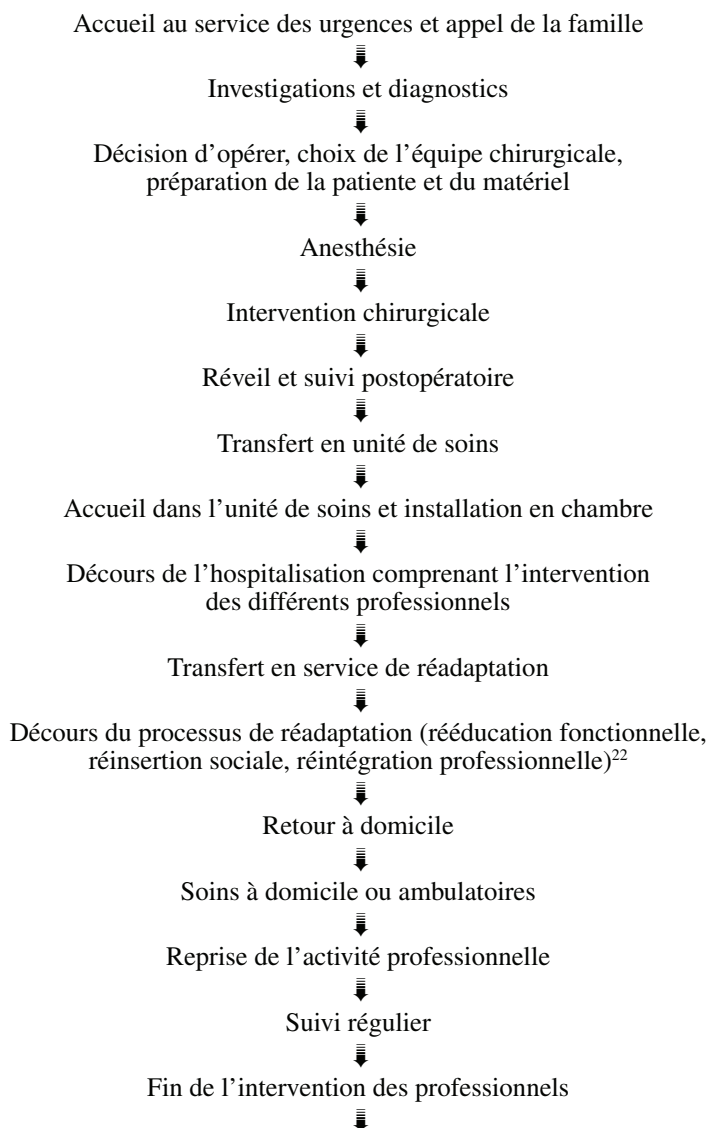 Accueil au service des urgences et appel de la famille
Investigations et diagnostics
Décision d’opérer, choix de l’équipe chirurgicale,
préparation de la patiente et du matériel
Anesthésie
Intervention chirurgicale
Réveil et suivi postopératoire
Transfert en unité de soins
Accueil dans l’unité de soins et installation en chambre
Décours de l’hospitalisation comprenant l’intervention
des différents professionnels
Transfert en service de réadaptation
Décours du processus de réadaptation (rééducation fonctionnelle,
réinsertion sociale, réintégration professionnelle)²²
Retour à domicile
Soins à domicile ou ambulatoires
Reprise de l’activité professionnelle
Suivi régulier
Fin de l’intervention des professionnels